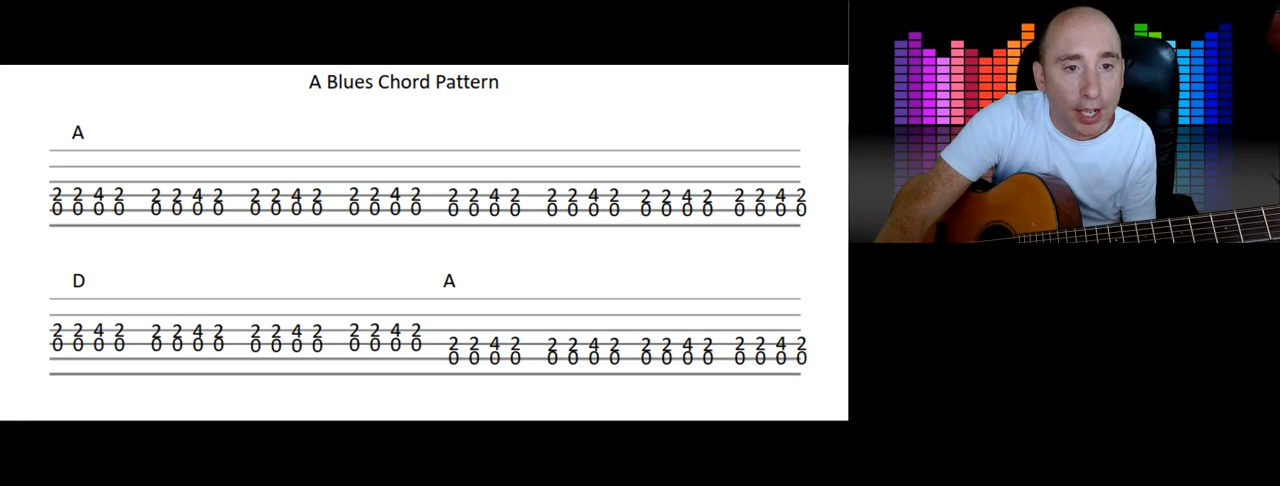 A Blues Chord Pattern
A
2 2 4 2 2 2 4 2 2 2 4 2 2 2 4 2 2 2 4 2 2 2 4 2 2 2 4 2 2 2 4 2
0 0 0 0 0 0 0 0 0 0 0 0 0 0 0 0 0 0 0 0 0 0 0 0 0 0 0 0 0 0 0 0
D A
2 2 4 2 2 2 4 2 2 2 4 2 2 2 4 2
0 0 0 0 0 0 0 0 0 0 0 0 0 0 0 0
2 2 4 2 2 2 4 2 2 2 4 2 2 2 4 2
0 0 0 0 0 0 0 0 0 0 0 0 0 0 0 0